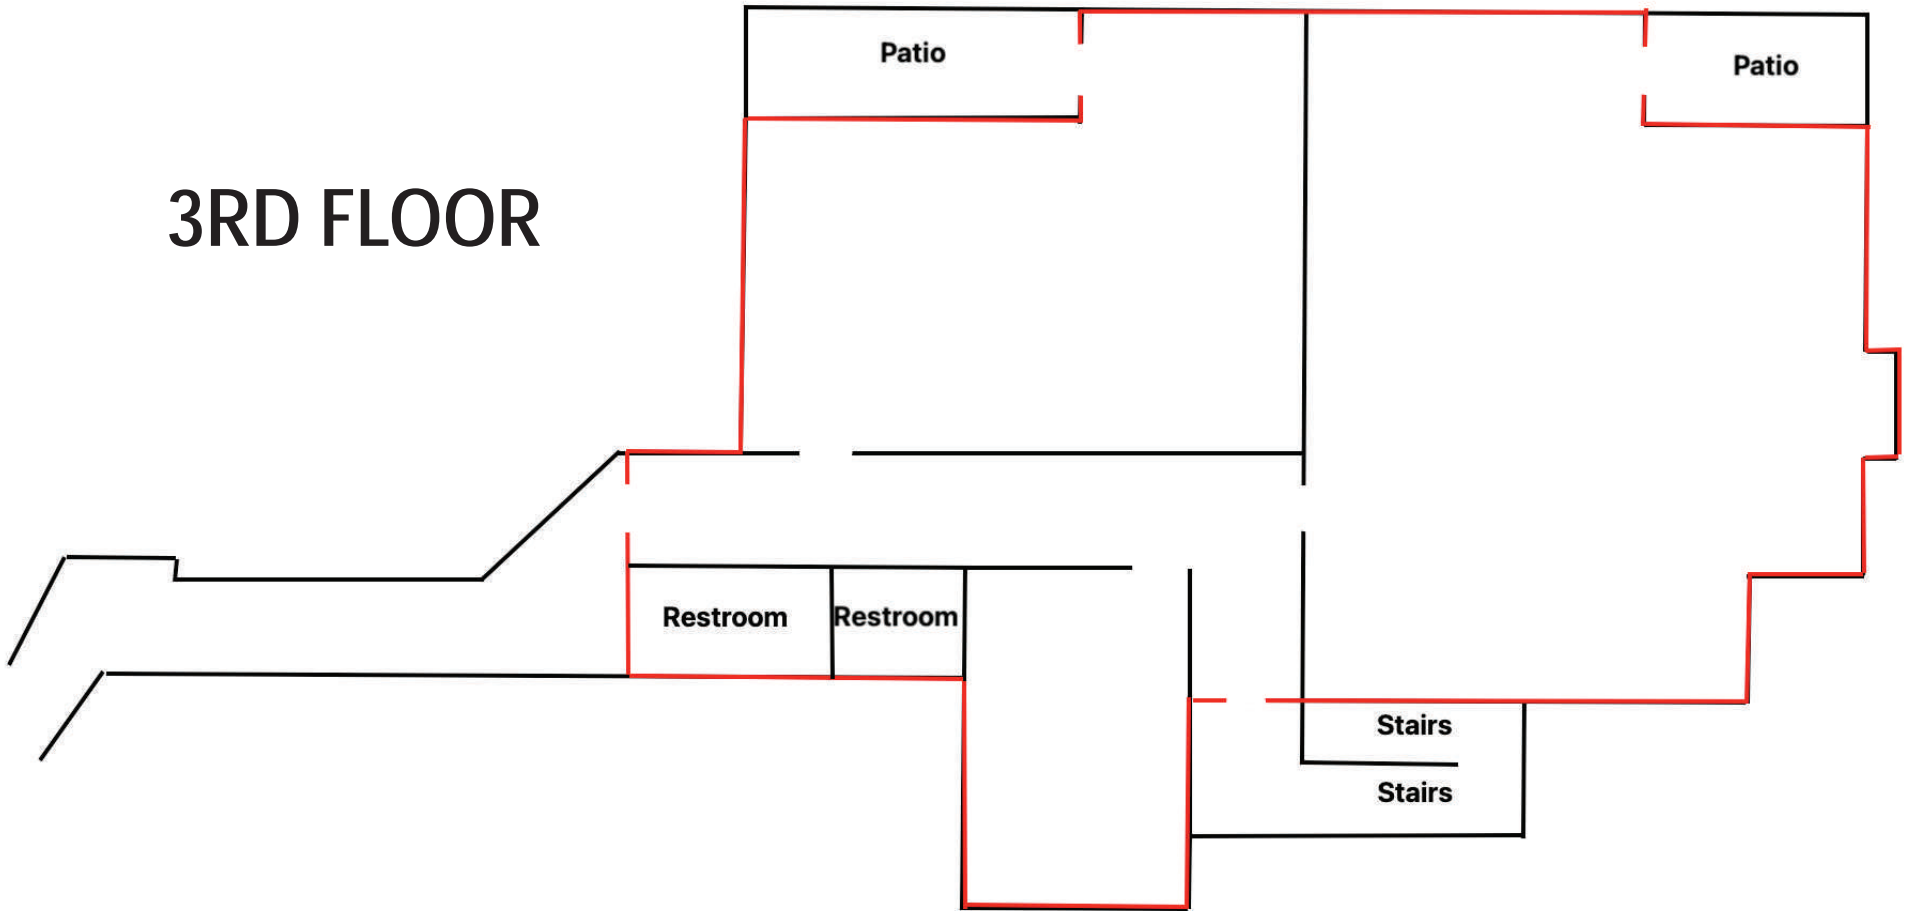 Patio
Patio
3RD FLOOR
Restroom
Restroom
Stairs
Stairs